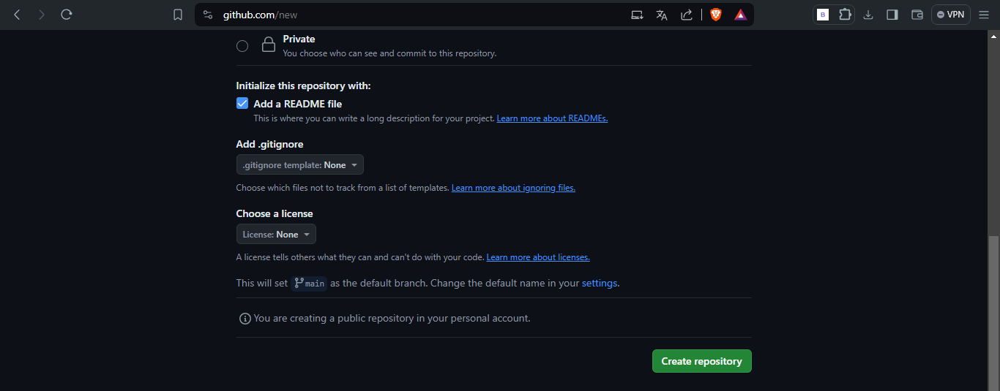 github.com/new
B
VPN
Private
You choose who can see and commit to this repository.
Initialize this repository with:
Add a README file
This is where you can write a long description for your project. Learn more about READMEs.
Add .gitignore
.gitignore template: None
Choose which files not to track from a list of templates. Learn more about ignoring files.
Choose a license
License: None
A license tells others what they can and can't do with your code. Learn more about licenses.
This will set main as the default branch. Change the default name in your settings.
You are creating a public repository in your personal account.
Create repository